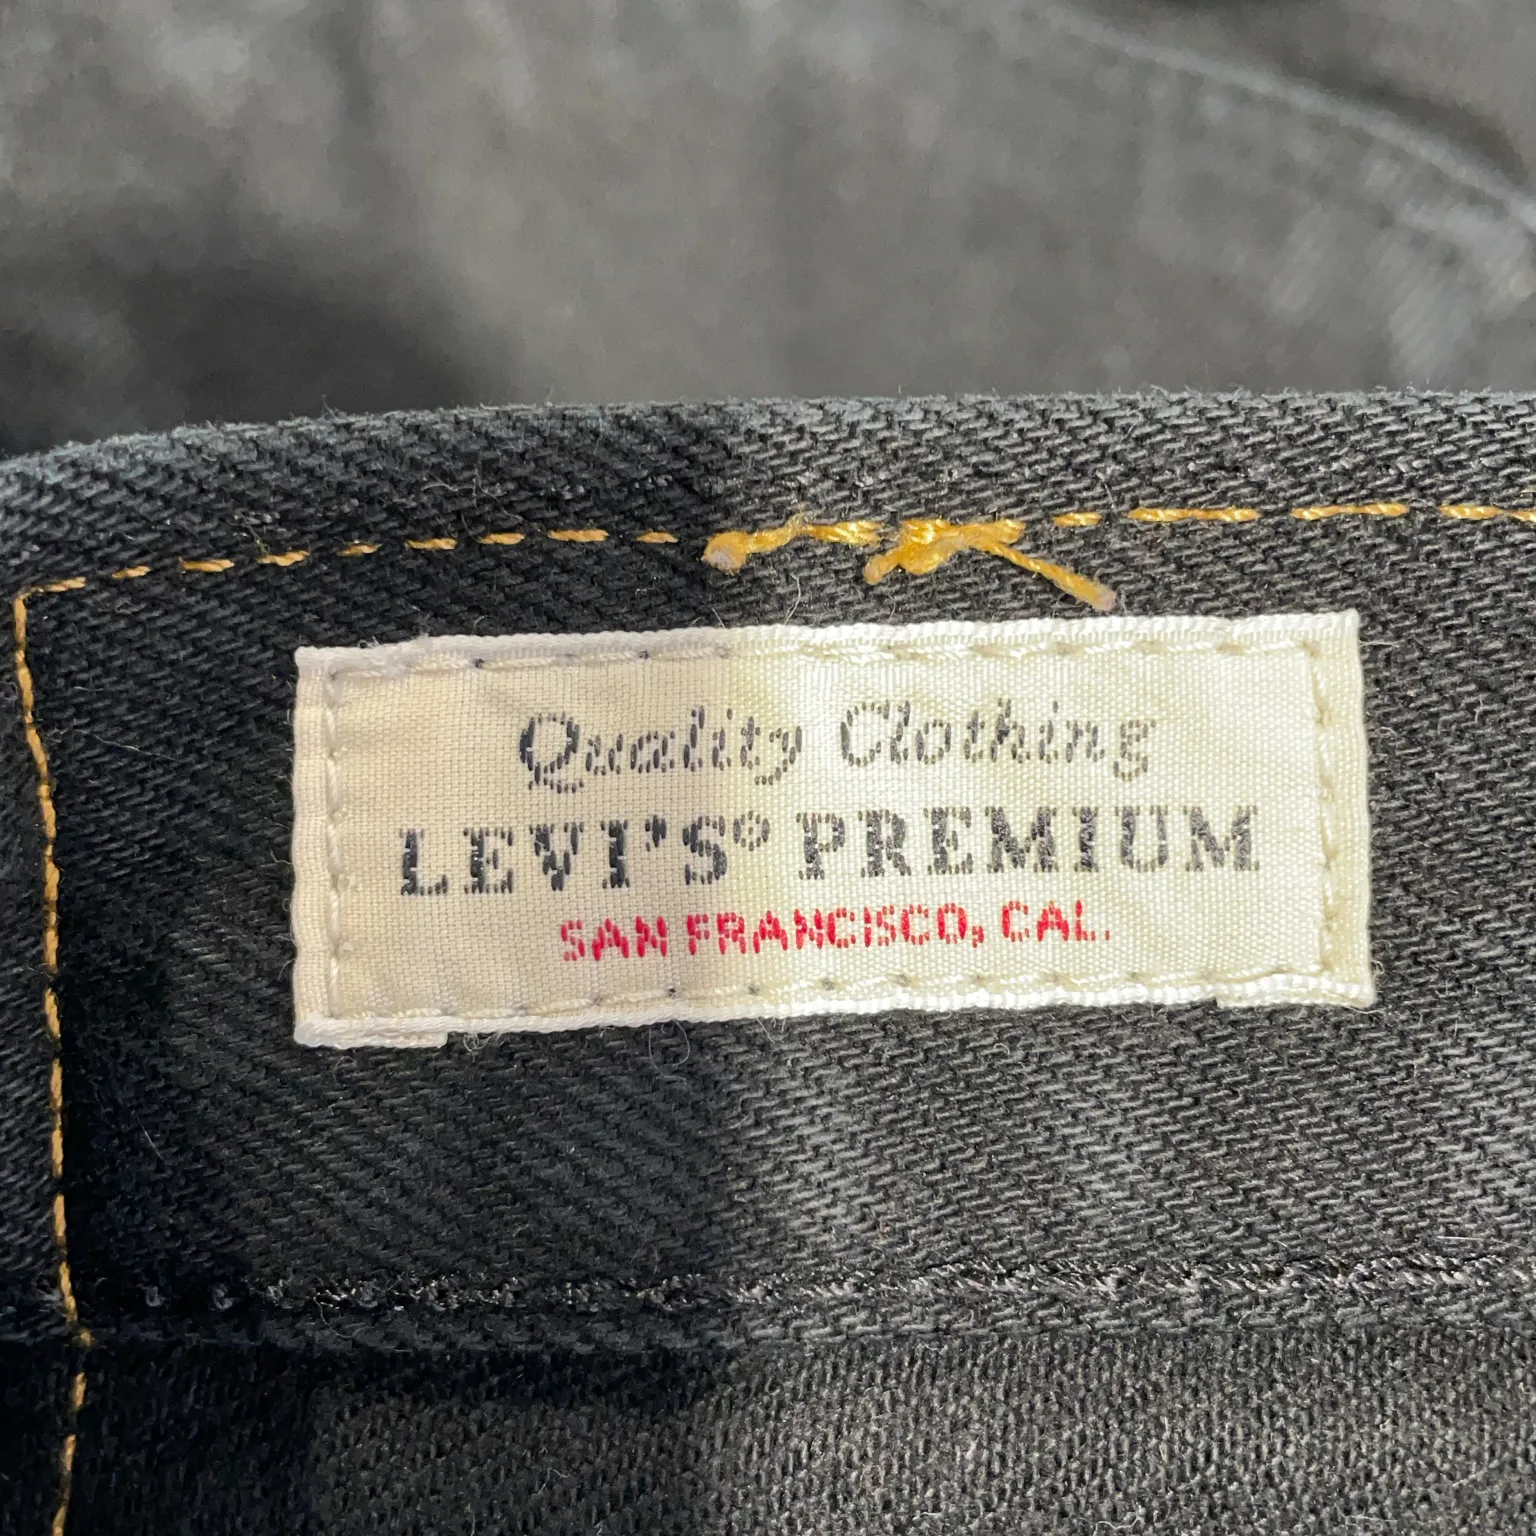 Quality Clothing
LEVI'S® PREMIUM
SAN FRANCISCO, CAL.